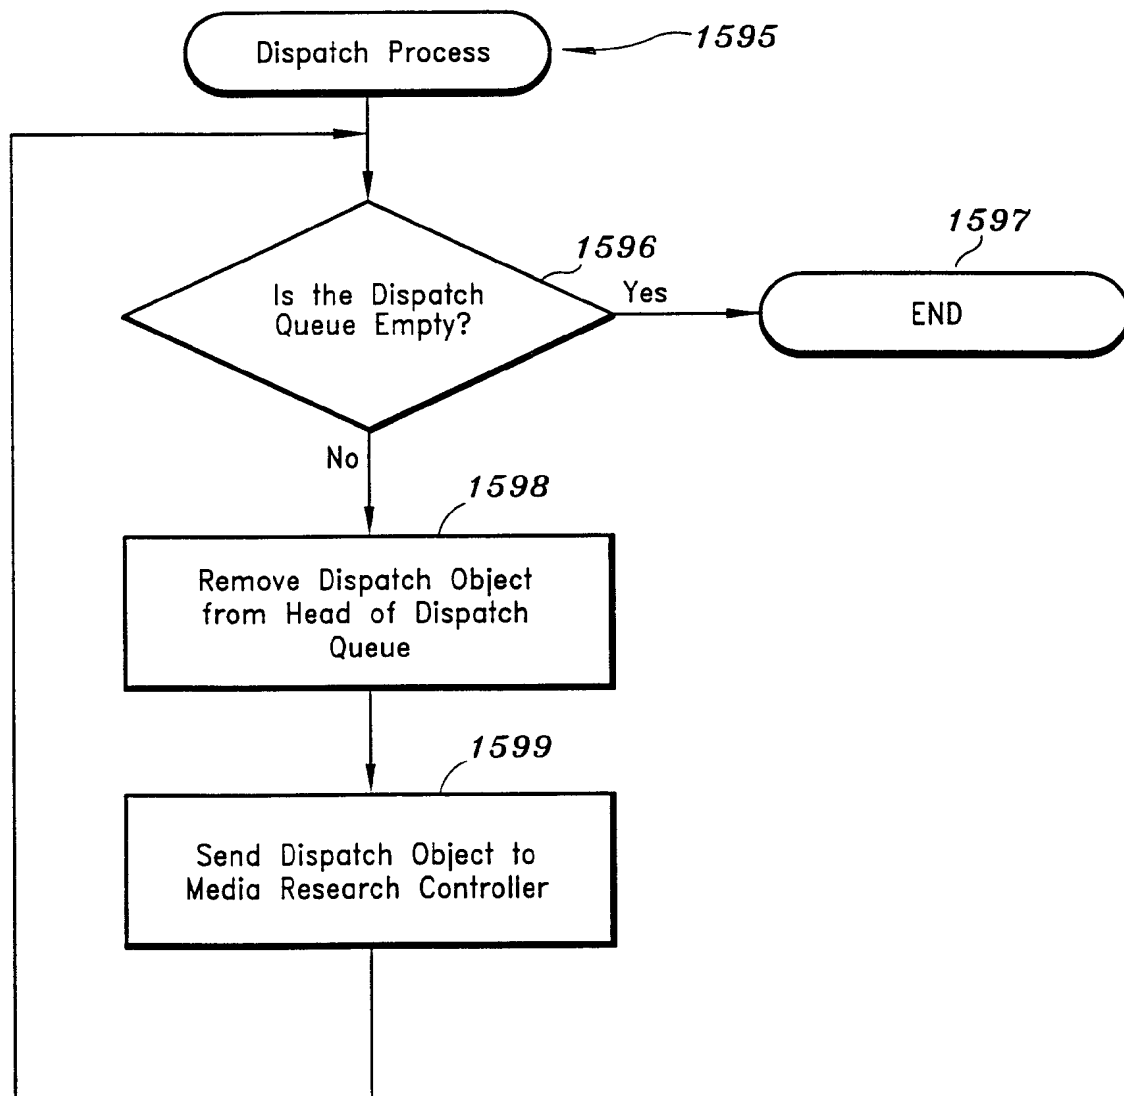 Dispatch Process
1595
1596
Is the Dispatch
Queue Empty?
Yes
1597
END
No
1598
Remove Dispatch Object
from Head of Dispatch
Queue
1599
Send Dispatch Object to
Media Research Controller